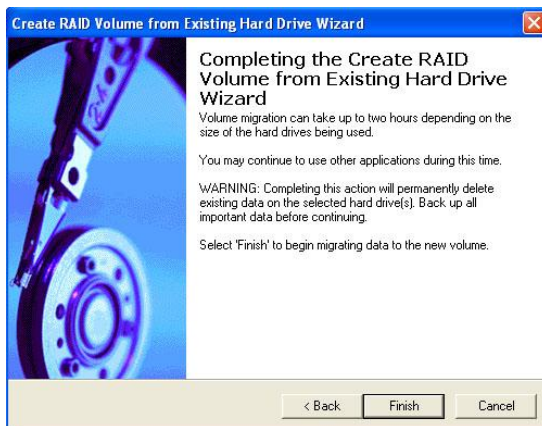 Create RAID Volume from Existing Hard Drive Wizard
Completing the Create RAID
Volume from Existing Hard Drive
Wizard
Volume migration can take up to two hours depending on the
size of the hard drives being used.
You may continue to use other applications during this time.
WARNING: Completing this action will permanently delete
existing data on the selected hard drive(s). Back up all
important data before continuing.
Select 'Finish' to begin migrating data to the new volume.
< Back Finish Cancel